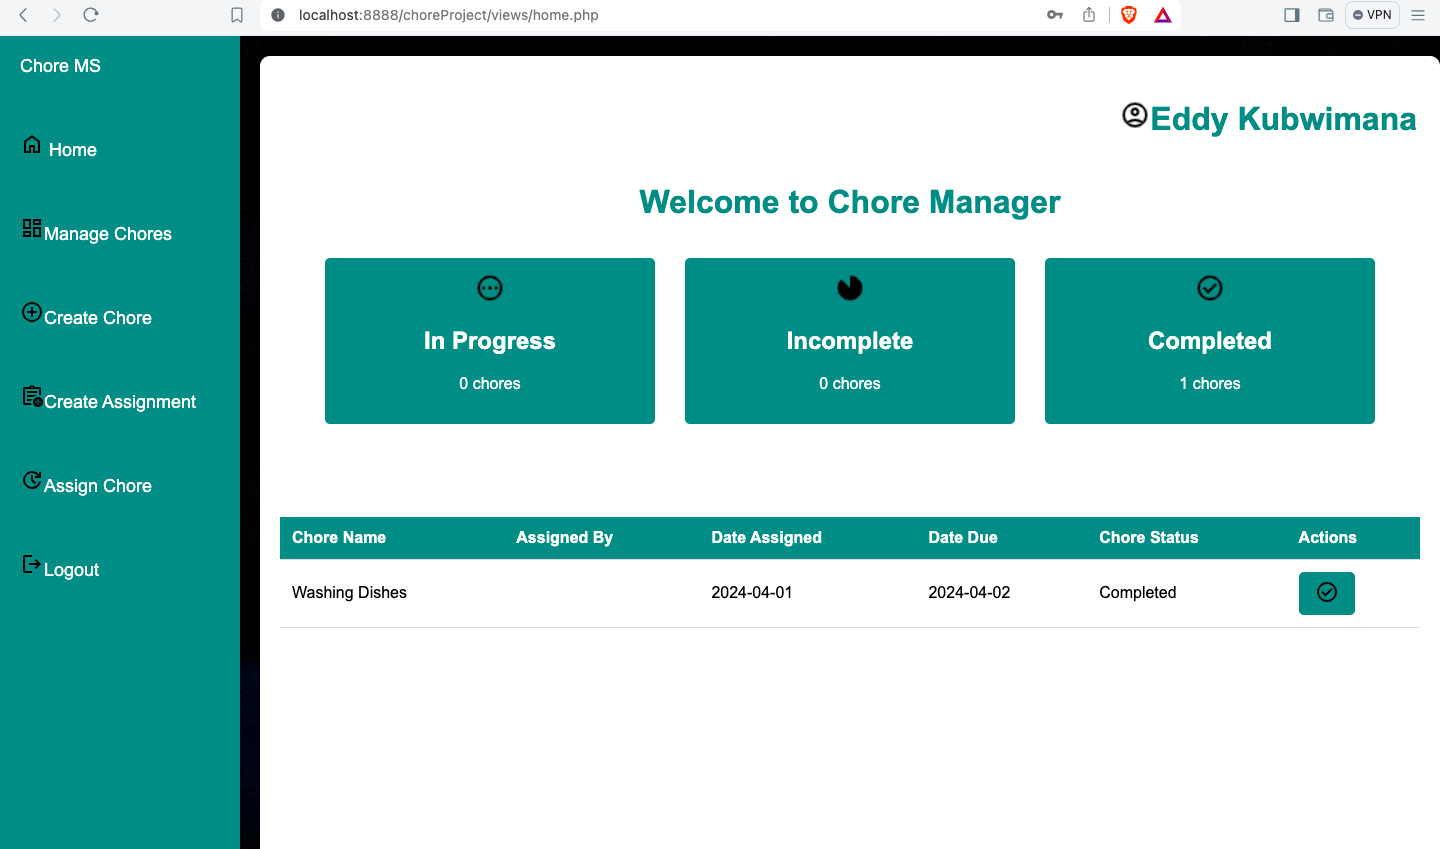 localhost:8888/choreProject/views/home.php
VPN
Chore MS
Home
Manage Chores
Create Chore
Create Assignment
Assign Chore
Logout
Eddy Kubwimana
Welcome to Chore Manager
In Progress
0 chores
Incomplete
0 chores
Completed
1 chores
Chore Name Assigned By Date Assigned Date Due Chore Status Actions
Washing Dishes 2024-04-01 2024-04-02 Completed